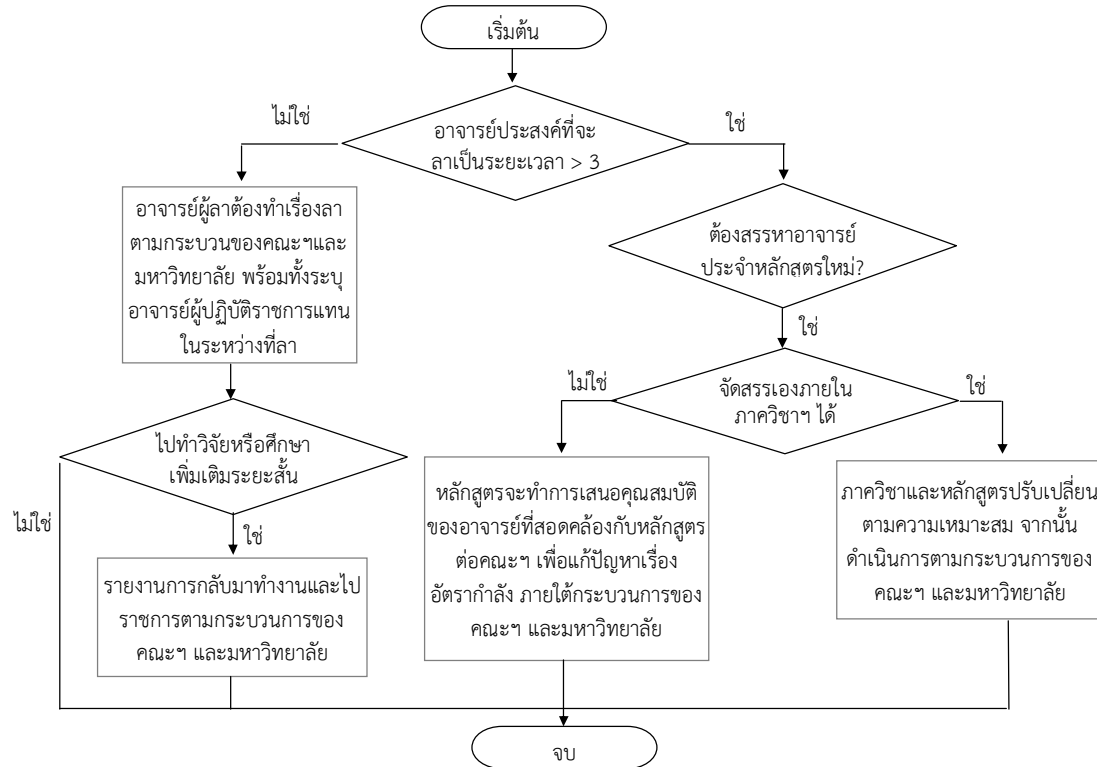 เริ่มต้น
ไม่ใช่
ใช่
อาจารย์ประสงค์ที่จะ
ลาเป็นระยะเวลา > 3
อาจารย์ผู้ลาต้องทำเรื่องลา
ตามกระบวนของคณะฯและ
มหาวิทยาลัย พร้อมทั้งระบุ
อาจารย์ผู้ปฏิบัติราชการแทน
ในระหว่างที่ลา
ต้องสรรหาอาจารย์
ประจำหลักสูตรใหม่?
ใช่
ไม่ใช่
ใช่
จัดสรรเองภายใน
ภาควิชาฯ ได้
ไปทำวิจัยหรือศึกษา
เพิ่มเติมระยะสั้น
ไม่ใช่
ใช่
หลักสูตรจะทำการเสนอคุณสมบัติ
ของอาจารย์ที่สอดคล้องกับหลักสูตร
ต่อคณะฯ เพื่อแก้ปัญหาเรื่อง
อัตรากำลัง ภายใต้กระบวนการของ
คณะฯ และมหาวิทยาลัย
ภาควิชาและหลักสูตรปรับเปลี่ยน
ตามความเหมาะสม จากนั้น
ดำเนินการตามกระบวนการของ
คณะฯ และมหาวิทยาลัย
รายงานการกลับมาทำงานและไป
ราชการตามกระบวนการของ
คณะฯ และมหาวิทยาลัย
จบ